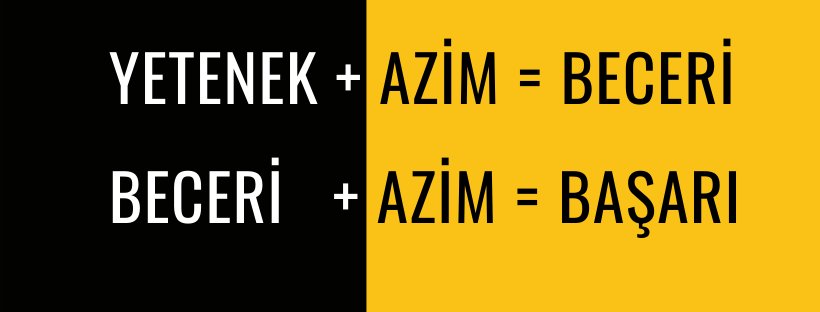 YETENEK + AZİM = BECERİ
BECERİ + AZİM = BAŞARI